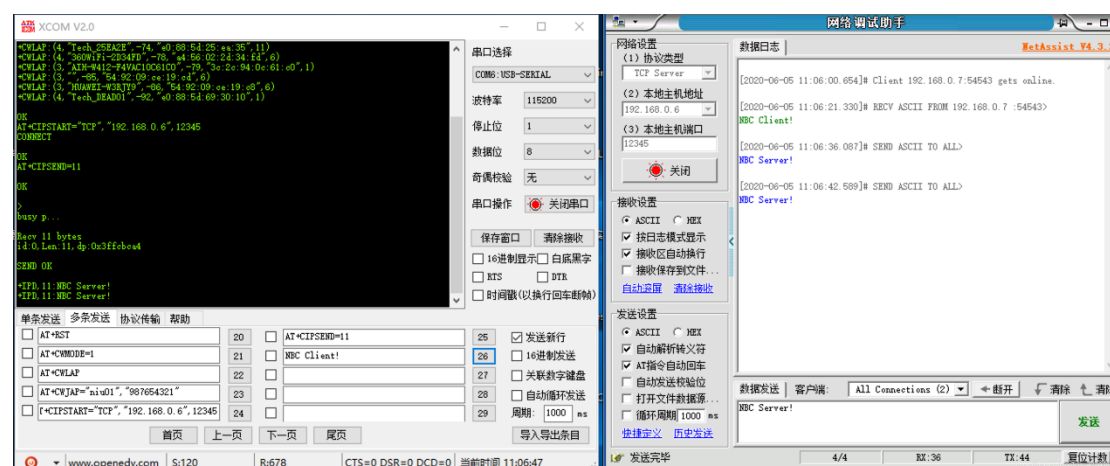 XCOM V2.0
+CWLAP:(4,"Tech_25EA2E",-74,"e0:88:5d:25:ea:35",11)
+CWLAP:(4,"360WiFi-2D34FD",-78,"a4:56:02:2d:34:fd",6)
+CWLAP:(3,"AIH-W412-F4VAC10C61C0",-79,"3c:2c:94:0c:61:c0",1)
+CWLAP:(3,"",-85,"54:92:09:ce:19:cd",6)
+CWLAP:(3,"HUAWEI-W3RJY9",-86,"54:92:09:ce:19:c8",6)
+CWLAP:(4,"Tech_DEAD01",-92,"e0:88:5d:69:30:10",1)
OK
AT+CIPSTART="TCP","192.168.0.6",12345
CONNECT
OK
AT+CIPSEND=11
OK
>
busy p...
Recv 11 bytes
id:0,Len:11,dp:0x3ffcbca4
SEND OK
+IPD,11:NBC Server!
+IPD,11:NBC Server!
串口选择
COM6:USB-SERIAL
波特率 115200
停止位 1
数据位 8
奇偶校验 无
串口操作 关闭串口
保存窗口 清除接收
16进制显示 白底黑字
RTS DTR
时间戳(以换行回车断帧)
单条发送 多条发送 协议传输 帮助
AT+RST 20 AT+CIPSEND=11 25 发送新行
AT+CWMODE=1 21 NBC Client! 26 16进制发送
AT+CWLAP 22 27 关联数字键盘
AT+CWJAP="niu01","987654321" 23 28 自动循环发送
[+CIPSTART="TCP","192.168.0.6",12345 24 29 周期: 1000 ms
首页 上一页 下一页 尾页 导入导出条目
www.openedv.com S:120 R:678 CTS=0 DSR=0 DCD=0 当前时间 11:06:47
网络调试助手
网络设置
(1) 协议类型
TCP Server
(2) 本地主机地址
192.168.0.6
(3) 本地主机端口
12345
关闭
接收设置
ASCII HEX
按日志模式显示
接收区自动换行
接收保存到文件...
自动滚屏 清除接收
发送设置
ASCII HEX
自动解析转义符
AT指令自动回车
自动发送校验位
打开文件数据源...
循环周期 1000 ms
快捷定义 历史发送
数据日志 NetAssist V4.3.
[2020-06-05 11:06:00.654]# Client 192.168.0.7:54543 gets online.
[2020-06-05 11:06:21.330]# RECV ASCII FROM 192.168.0.7 :54543>
NBC Client!
[2020-06-05 11:06:36.087]# SEND ASCII TO ALL>
NBC Server!
[2020-06-05 11:06:42.589]# SEND ASCII TO ALL>
NBC Server!
数据发送 客户端: All Connections (2) 断开 清除 清除
NBC Server!
发送
发送完毕 4/4 RX:36 TX:44 复位计数